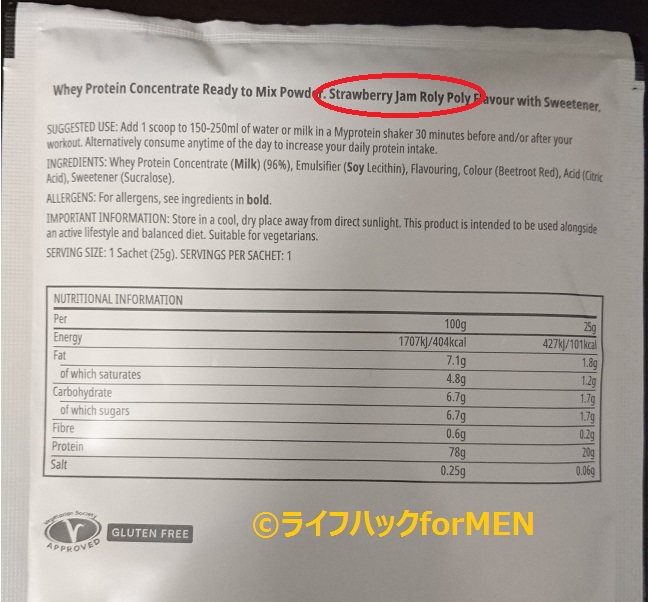 Whey Protein Concentrate Ready to Mix Powder. Strawberry Jam Roly Poly Flavour with Sweetener.
SUGGESTED USE: Add 1 scoop to 150-250ml of water or milk in a Myprotein shaker 30 minutes before and/or after your
workout. Alternatively consume anytime of the day to increase your daily protein intake.
INGREDIENTS: Whey Protein Concentrate (Milk) (96%), Emulsifier (Soy Lecithin), Flavouring, Colour (Beetroot Red), Acid (Citric
Acid), Sweetener (Sucralose).
ALLERGENS: For allergens, see ingredients in bold.
IMPORTANT INFORMATION: Store in a cool, dry place away from direct sunlight. This product is intended to be used alongside
an active lifestyle and balanced diet. Suitable for vegetarians.
SERVING SIZE: 1 Sachet (25g). SERVINGS PER SACHET: 1
NUTRITIONAL INFORMATION
Per 100g 25g
Energy 1707kJ/404kcal 427kJ/101kcal
Fat 7.1g 1.8g
of which saturates 4.8g 1.2g
Carbohydrate 6.7g 1.7g
of which sugars 6.7g 1.7g
Fibre 0.6g 0.2g
Protein 78g 20g
Salt 0.25g 0.06g
Vegetarian Society
APPROVED
GLUTEN FREE
©ライフハックforMEN